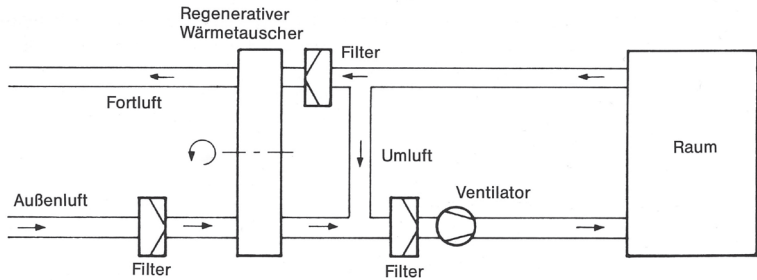 Regenerativer
Wärmetauscher
Filter
Fortluft
Umluft
Raum
Außenluft
Ventilator
Filter
Filter